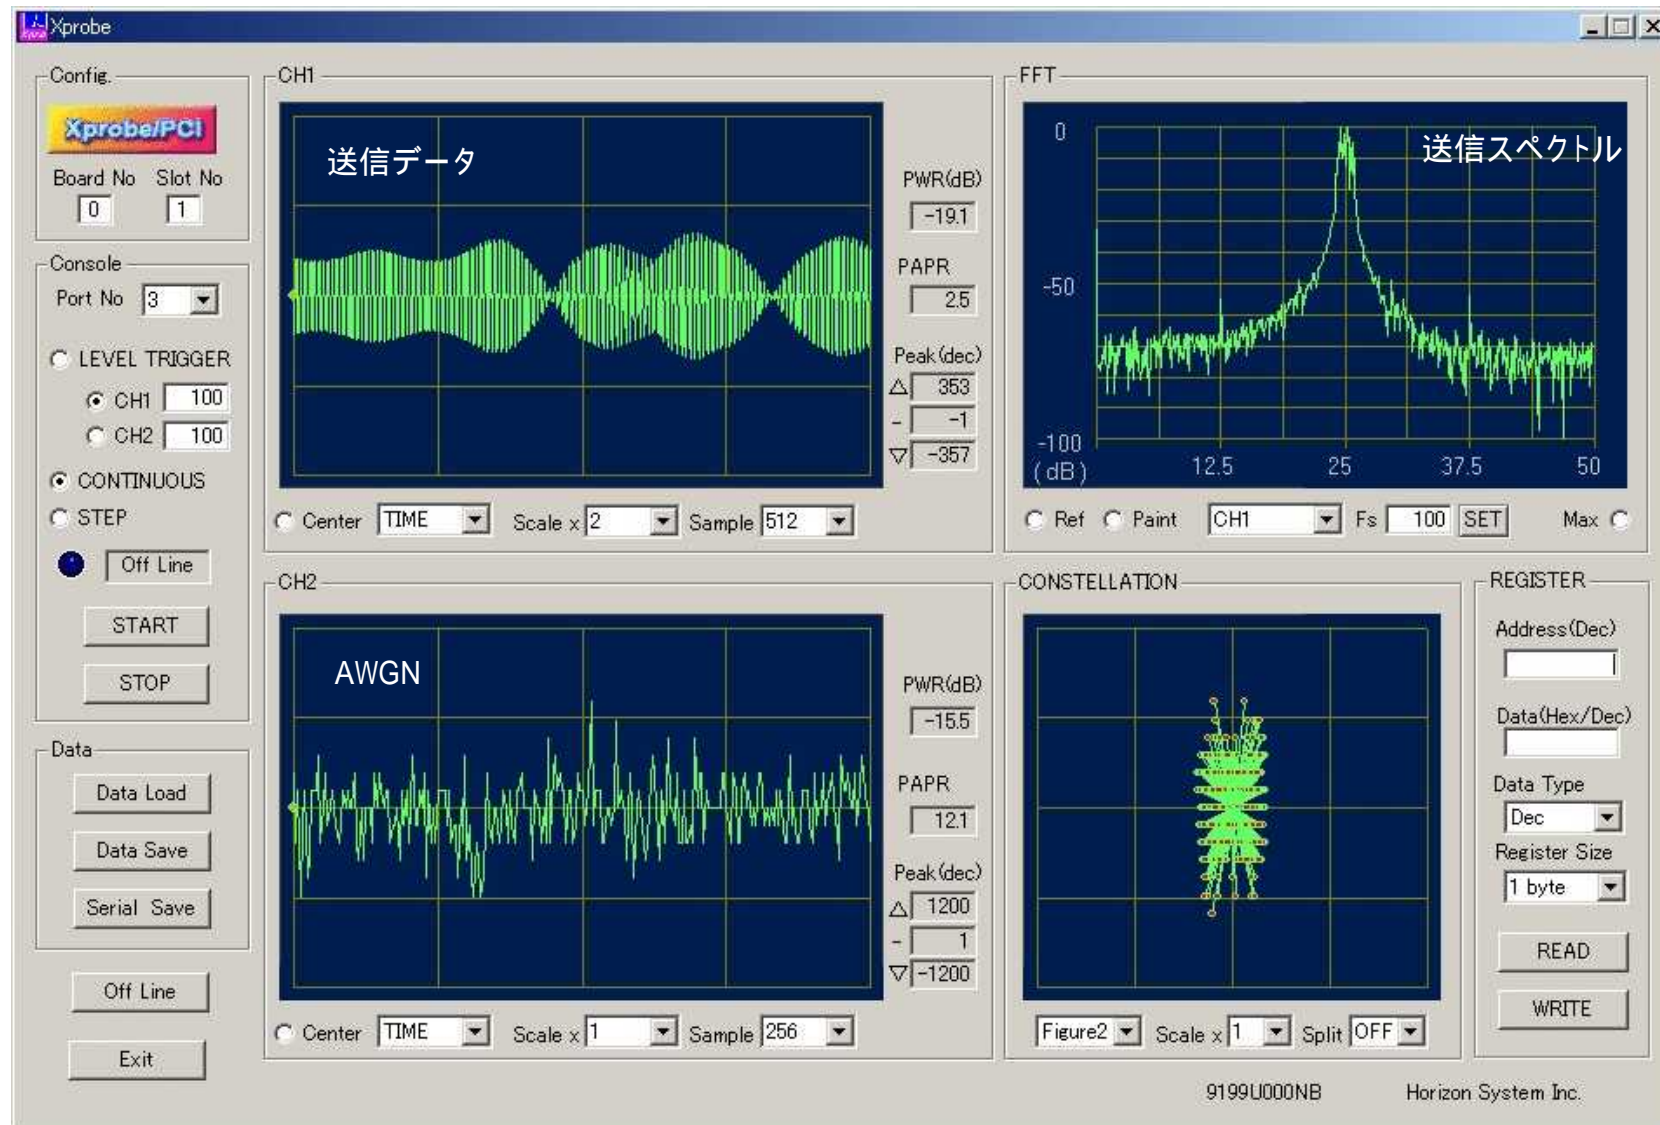 Xprobe
Config.
Xprobe/PCI
Board No Slot No
0 1
Console
Port No 3
LEVEL TRIGGER
CH1 100
CH2 100
CONTINUOUS
STEP
Off Line
START
STOP
Data
Data Load
Data Save
Serial Save
Off Line
Exit
CH1
送信データ
PWR(dB)
-19.1
PAPR
2.5
Peak(dec)
△ 353
- -1
▽ -357
Center TIME Scale x 2 Sample 512
FFT
送信スペクトル
0
-50
-100
(dB)
12.5 25 37.5 50
Ref Paint CH1 Fs 100 SET Max
CH2
AWGN
PWR(dB)
-15.5
PAPR
12.1
Peak(dec)
△ 1200
- 1
▽ -1200
Center TIME Scale x 1 Sample 256
CONSTELLATION
Figure2 Scale x 1 Split OFF
REGISTER
Address(Dec)
Data(Hex/Dec)
Data Type
Dec
Register Size
1 byte
READ
WRITE
9199U000NB Horizon System Inc.